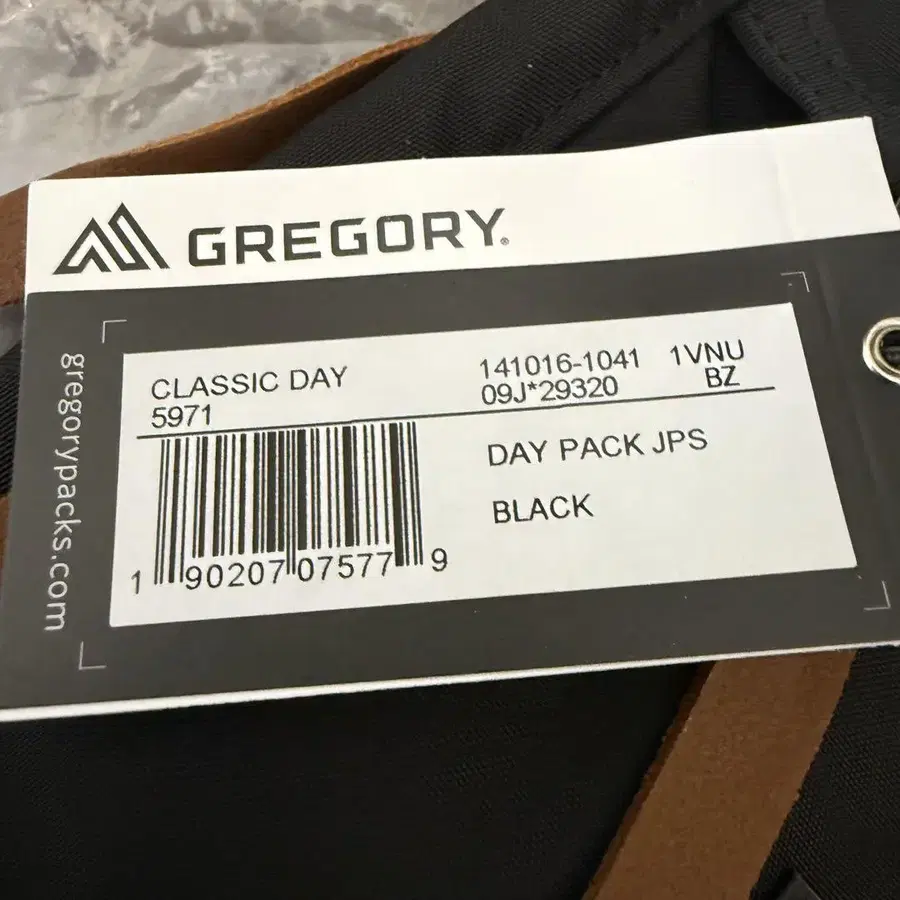 GREGORY®
gregorypacks.com
CLASSIC DAY
5971
141016-1041 1VNU
09J*29320 BZ
DAY PACK JPS
BLACK
1 90207 07577 9